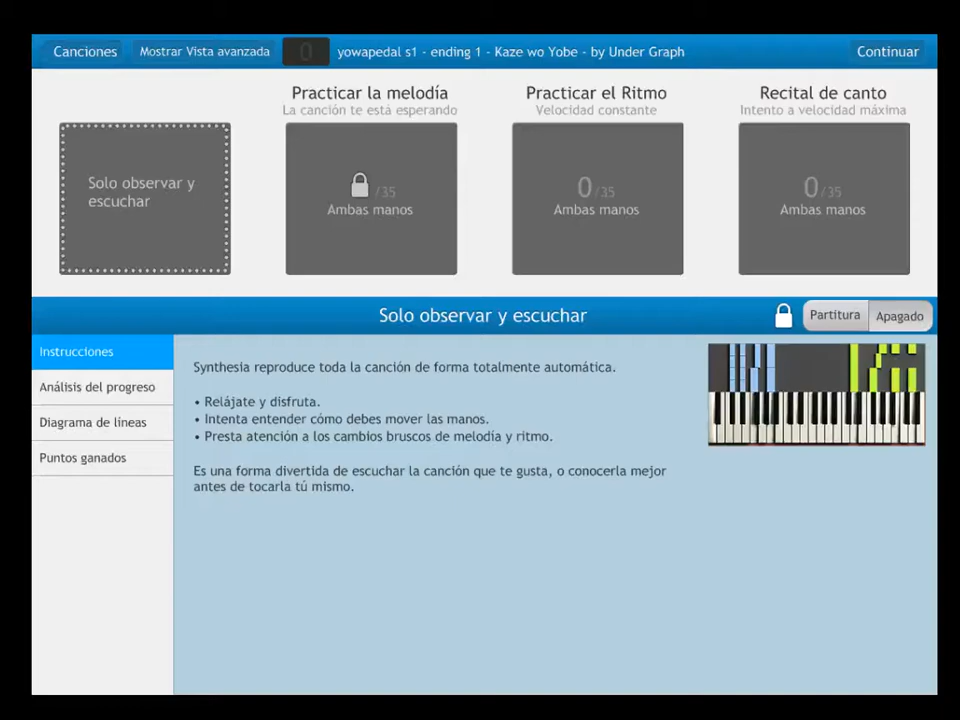 Canciones
Mostrar Vista avanzada
0
yowapedal s1 - ending 1 - Kaze wo Yobe - by Under Graph
Continuar
Practicar la melodía
La canción te está esperando
/35
Ambas manos
Practicar el Ritmo
Velocidad constante
0/35
Ambas manos
Recital de canto
Intento a velocidad máxima
0/35
Ambas manos
Solo observar y
escuchar
Solo observar y escuchar
Partitura
Apagado
Instrucciones
Análisis del progreso
Diagrama de líneas
Puntos ganados
Synthesia reproduce toda la canción de forma totalmente automática.
• Relájate y disfruta.
• Intenta entender cómo debes mover las manos.
• Presta atención a los cambios bruscos de melodía y ritmo.
Es una forma divertida de escuchar la canción que te gusta, o conocerla mejor
antes de tocarla tú mismo.